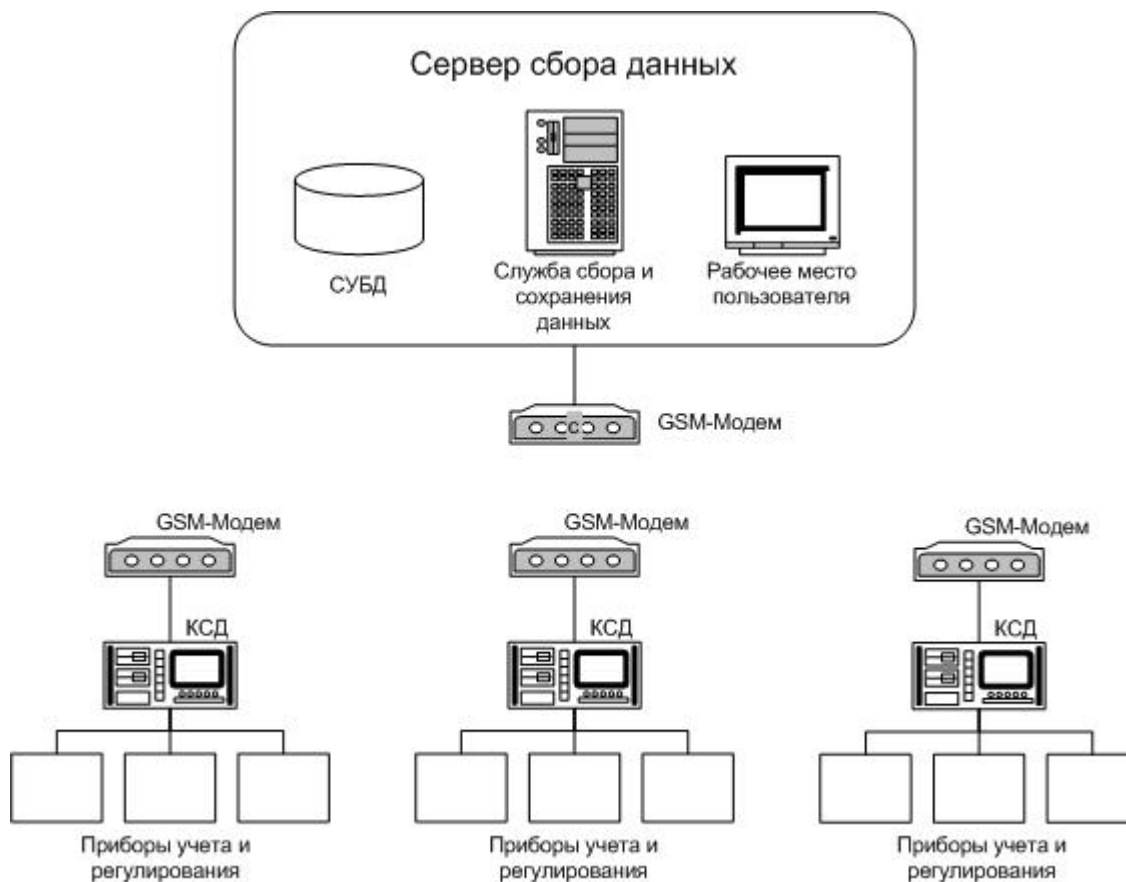 Сервер сбора данных
СУБД
Служба сбора и
сохранения
данных
Рабочее место
пользователя
С
GSM-Модем
GSM-Модем
GSM-Модем
GSM-Модем
КСД
КСД
КСД
Приборы учета и
регулирования
Приборы учета и
регулирования
Приборы учета и
регулирования